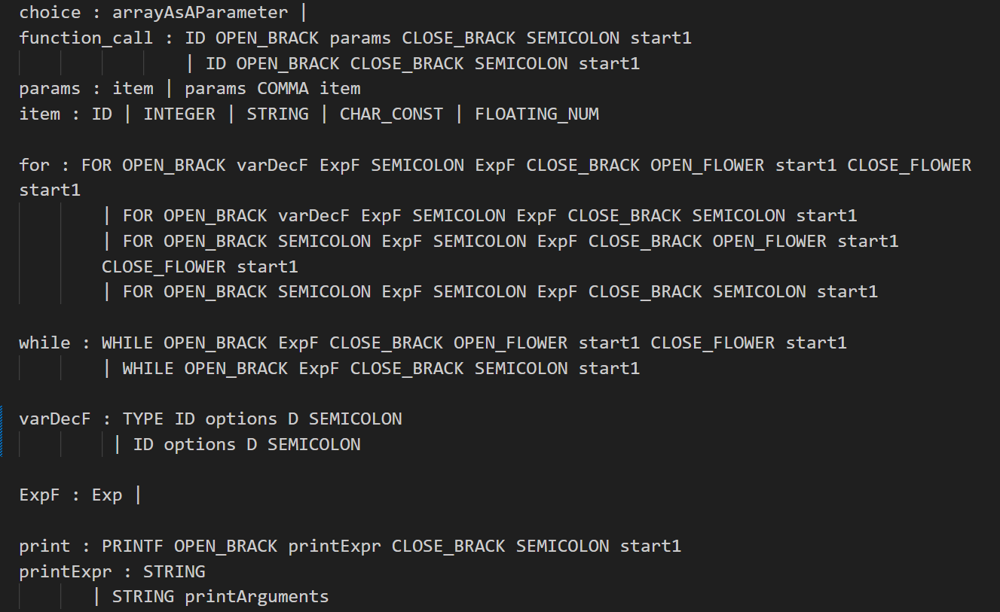 choice : arrayAsAParameter |
function_call : ID OPEN_BRACK params CLOSE_BRACK SEMICOLON start1
| ID OPEN_BRACK CLOSE_BRACK SEMICOLON start1
params : item | params COMMA item
item : ID | INTEGER | STRING | CHAR_CONST | FLOATING_NUM
for : FOR OPEN_BRACK varDecF ExpF SEMICOLON ExpF CLOSE_BRACK OPEN_FLOWER start1 CLOSE_FLOWER
start1
| FOR OPEN_BRACK varDecF ExpF SEMICOLON ExpF CLOSE_BRACK SEMICOLON start1
| FOR OPEN_BRACK SEMICOLON ExpF SEMICOLON ExpF CLOSE_BRACK OPEN_FLOWER start1
CLOSE_FLOWER start1
| FOR OPEN_BRACK SEMICOLON ExpF SEMICOLON ExpF CLOSE_BRACK SEMICOLON start1
while : WHILE OPEN_BRACK ExpF CLOSE_BRACK OPEN_FLOWER start1 CLOSE_FLOWER start1
| WHILE OPEN_BRACK ExpF CLOSE_BRACK SEMICOLON start1
varDecF : TYPE ID options D SEMICOLON
| ID options D SEMICOLON
ExpF : Exp |
print : PRINTF OPEN_BRACK printExpr CLOSE_BRACK SEMICOLON start1
printExpr : STRING
| STRING printArguments